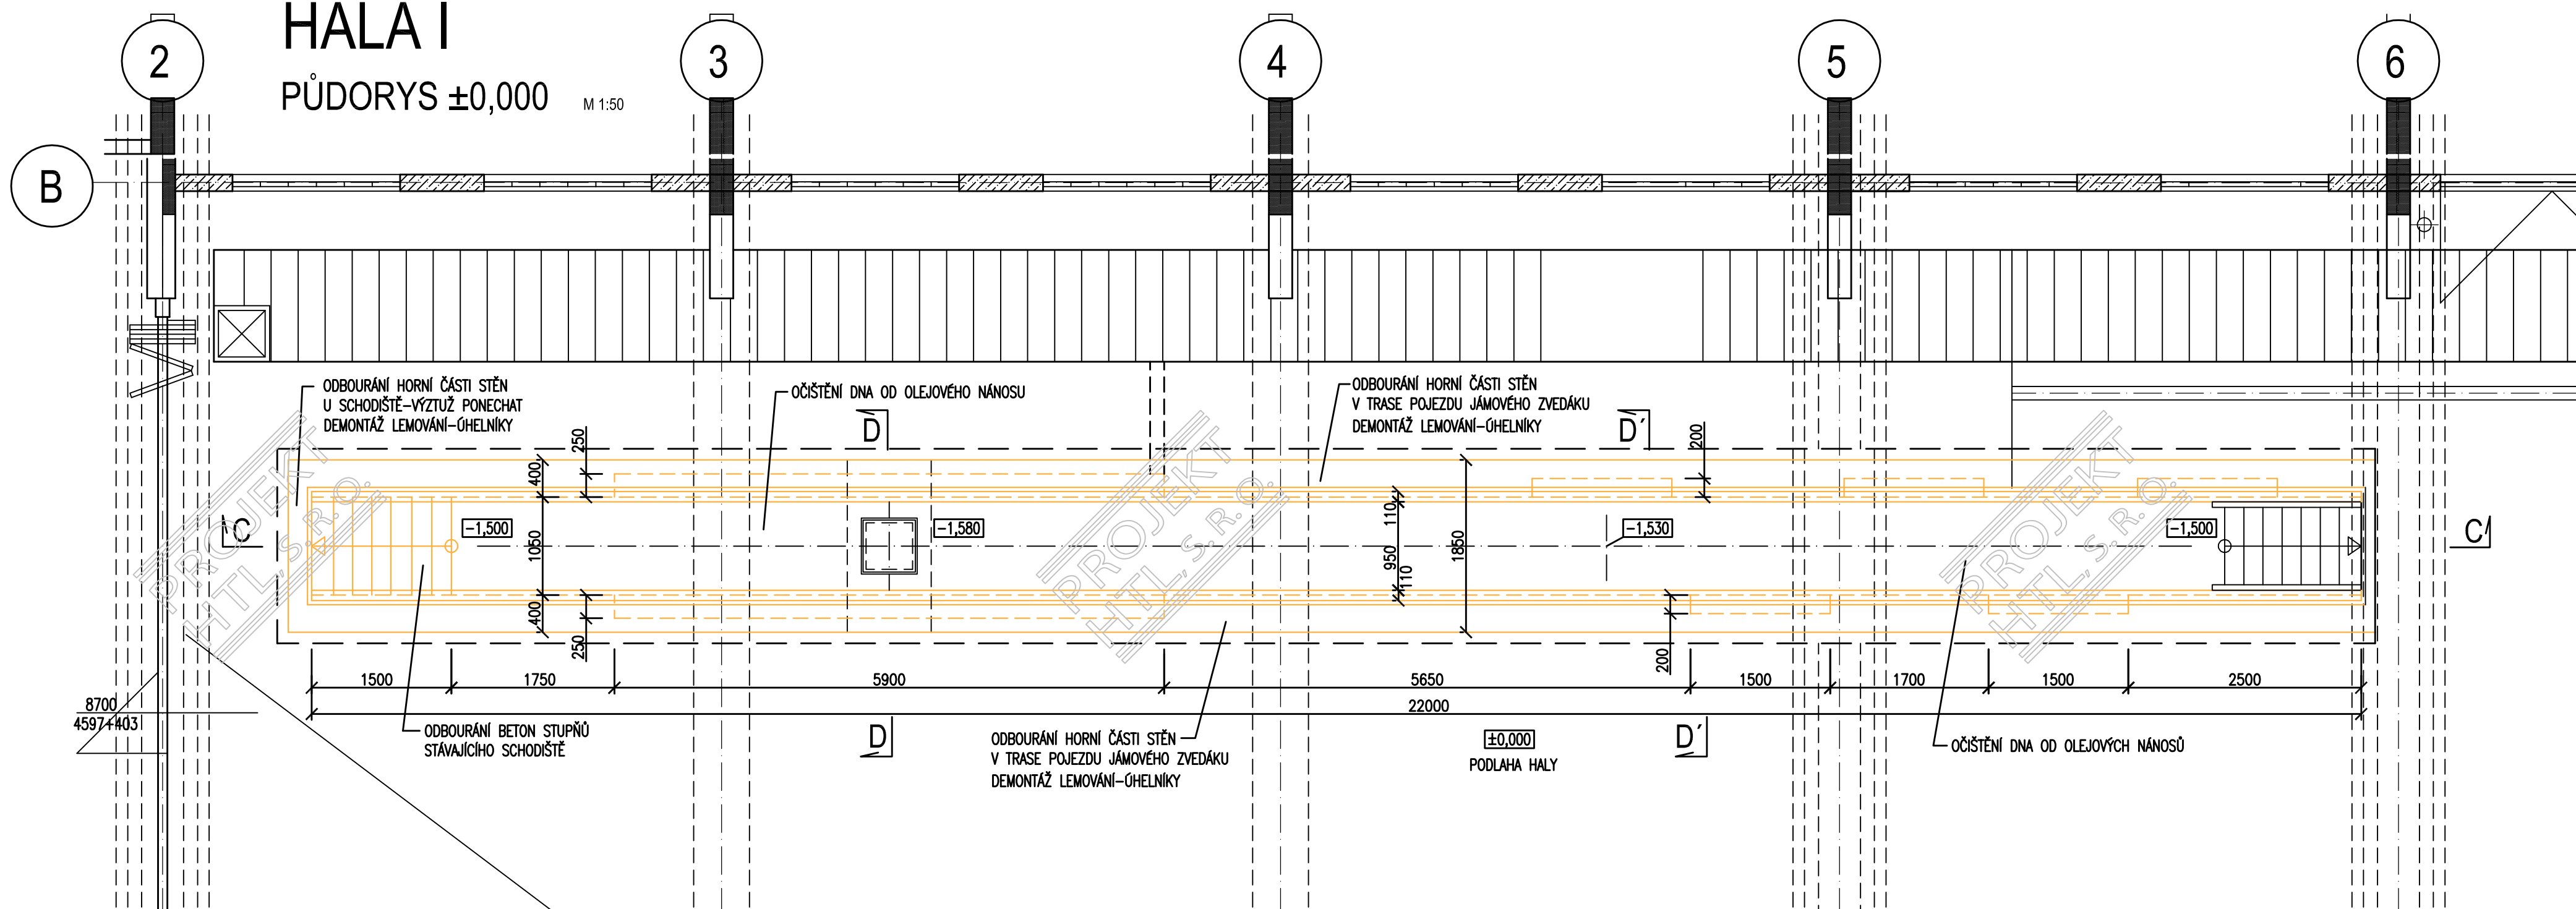 HALA I
PŮDORYS ±0,000 M 1:50
2
3
4
5
6
B
ODBOURÁNÍ HORNÍ ČÁSTI STĚN
U SCHODIŠTĚ-VÝZTUŽ PONECHAT
DEMONTÁŽ LEMOVÁNÍ-ÚHELNÍKY
OČIŠTĚNÍ DNA OD OLEJOVÉHO NÁNOSU
ODBOURÁNÍ HORNÍ ČÁSTI STĚN
V TRASE POJEZDU JÁMOVÉHO ZVEDÁKU
DEMONTÁŽ LEMOVÁNÍ-ÚHELNÍKY
D
D´
250
400
200
110
C
-1,500
1050
-1,580
950
1850
-1,530
-1,500
C´
110
400
250
200
PROJEKT
HTL, S.R.O.
PROJEKT
HTL, S.R.O.
PROJEKT
HTL, S.R.O.
1500
1750
5900
5650
1500
1700
1500
2500
22000
8700
4597+403
ODBOURÁNÍ BETON STUPŇŮ
STÁVAJÍCÍHO SCHODIŠTĚ
D
ODBOURÁNÍ HORNÍ ČÁSTI STĚN
V TRASE POJEZDU JÁMOVÉHO ZVEDÁKU
DEMONTÁŽ LEMOVÁNÍ-ÚHELNÍKY
±0,000
PODLAHA HALY
D´
OČIŠTĚNÍ DNA OD OLEJOVÝCH NÁNOSŮ